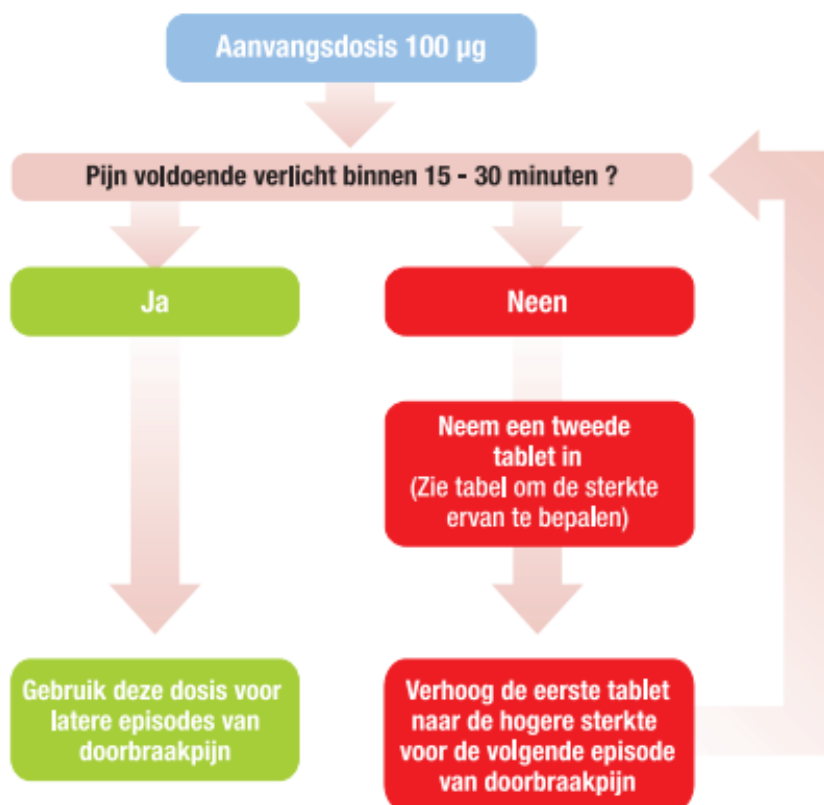 Aanvangsdosis 100 µg
Pijn voldoende verlicht binnen 15 - 30 minuten ?
Ja
Neen
Neem een tweede
tablet in
(Zie tabel om de sterkte
ervan te bepalen)
Gebruik deze dosis voor
latere episodes van
doorbraakpijn
Verhoog de eerste tablet
naar de hogere sterkte
voor de volgende episode
van doorbraakpijn